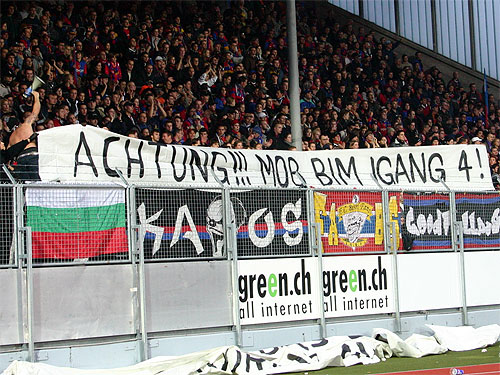 ACHTUNG!!! MOB BIM IGANG 4!
KAOS
green.ch
all internet
green.ch
all internet